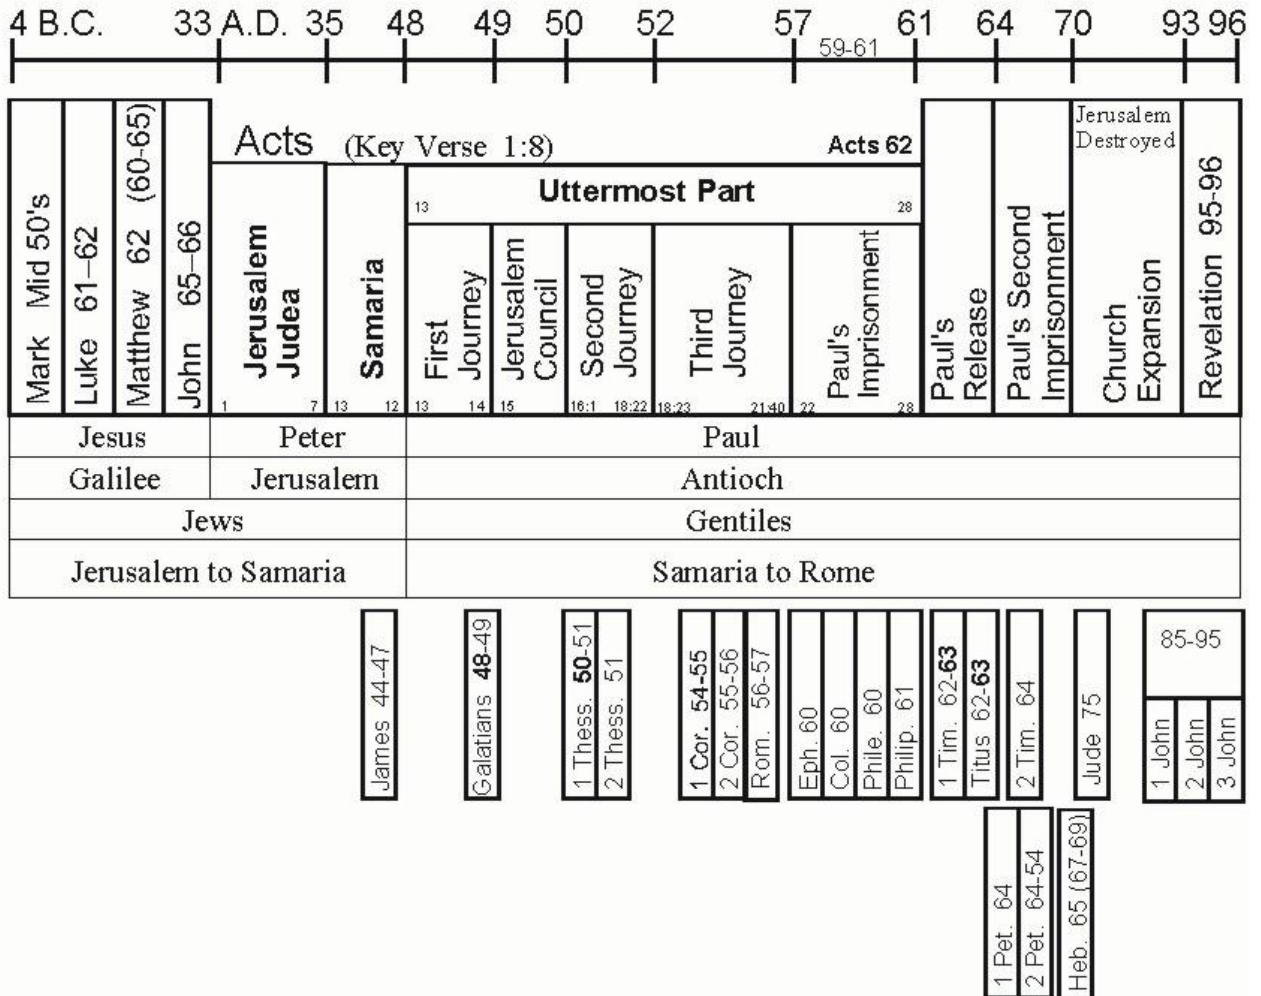 4 B.C. 33 A.D. 35 48 49 50 52 57 61 64 70 93 96
59-61
Mark Mid 50's
Luke 61–62
Matthew 62 (60-65)
John 65–66
Acts (Key Verse 1:8) Acts 62
Jerusalem
Judea
1 7
Samaria
13 12
Uttermost Part
13 28
First
Journey
13 14
Jerusalem
Council
15
Second
Journey
16:1 18:22
Third
Journey
18:23 21:40
Paul's
Imprisonment
22 28
Paul's
Release
Paul's Second
Imprisonment
Jerusalem
Destroyed
Church
Expansion
Revelation 95-96
Jesus Peter Paul
Galilee Jerusalem Antioch
Jews Gentiles
Jerusalem to Samaria Samaria to Rome
James 44-47
Galatians 48-49
1 Thess. 50-51
2 Thess. 51
1 Cor. 54-55
2 Cor. 55-56
Rom. 56-57
Eph. 60
Col. 60
Phile. 60
Philip. 61
1 Tim. 62-63
Titus 62-63
2 Tim. 64
Jude 75
85-95
1 John
2 John
3 John
1 Pet. 64
2 Pet. 64-54
Heb. 65 (67-69)